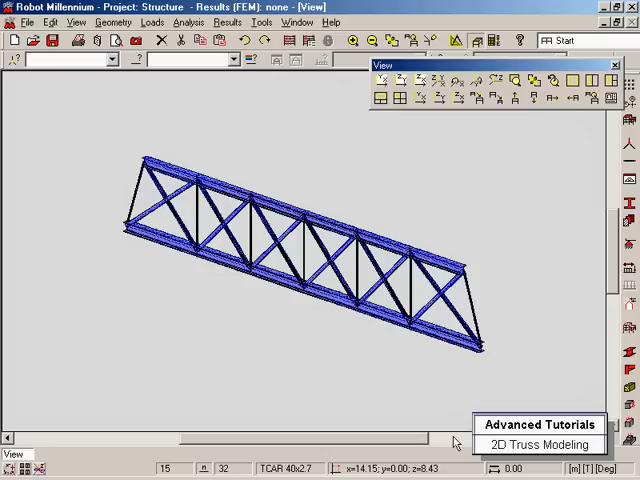 Robot Millennium - Project: Structure - Results (FEM): none - [View]
File Edit View Geometry Loads Analysis Results Tools Window Help
Start
View
Advanced Tutorials
2D Truss Modeling
View
15 32 TCAR 40x2.7 x=14.15; y=0.00; z=8.43 0.00 [m] [T] [Deg]